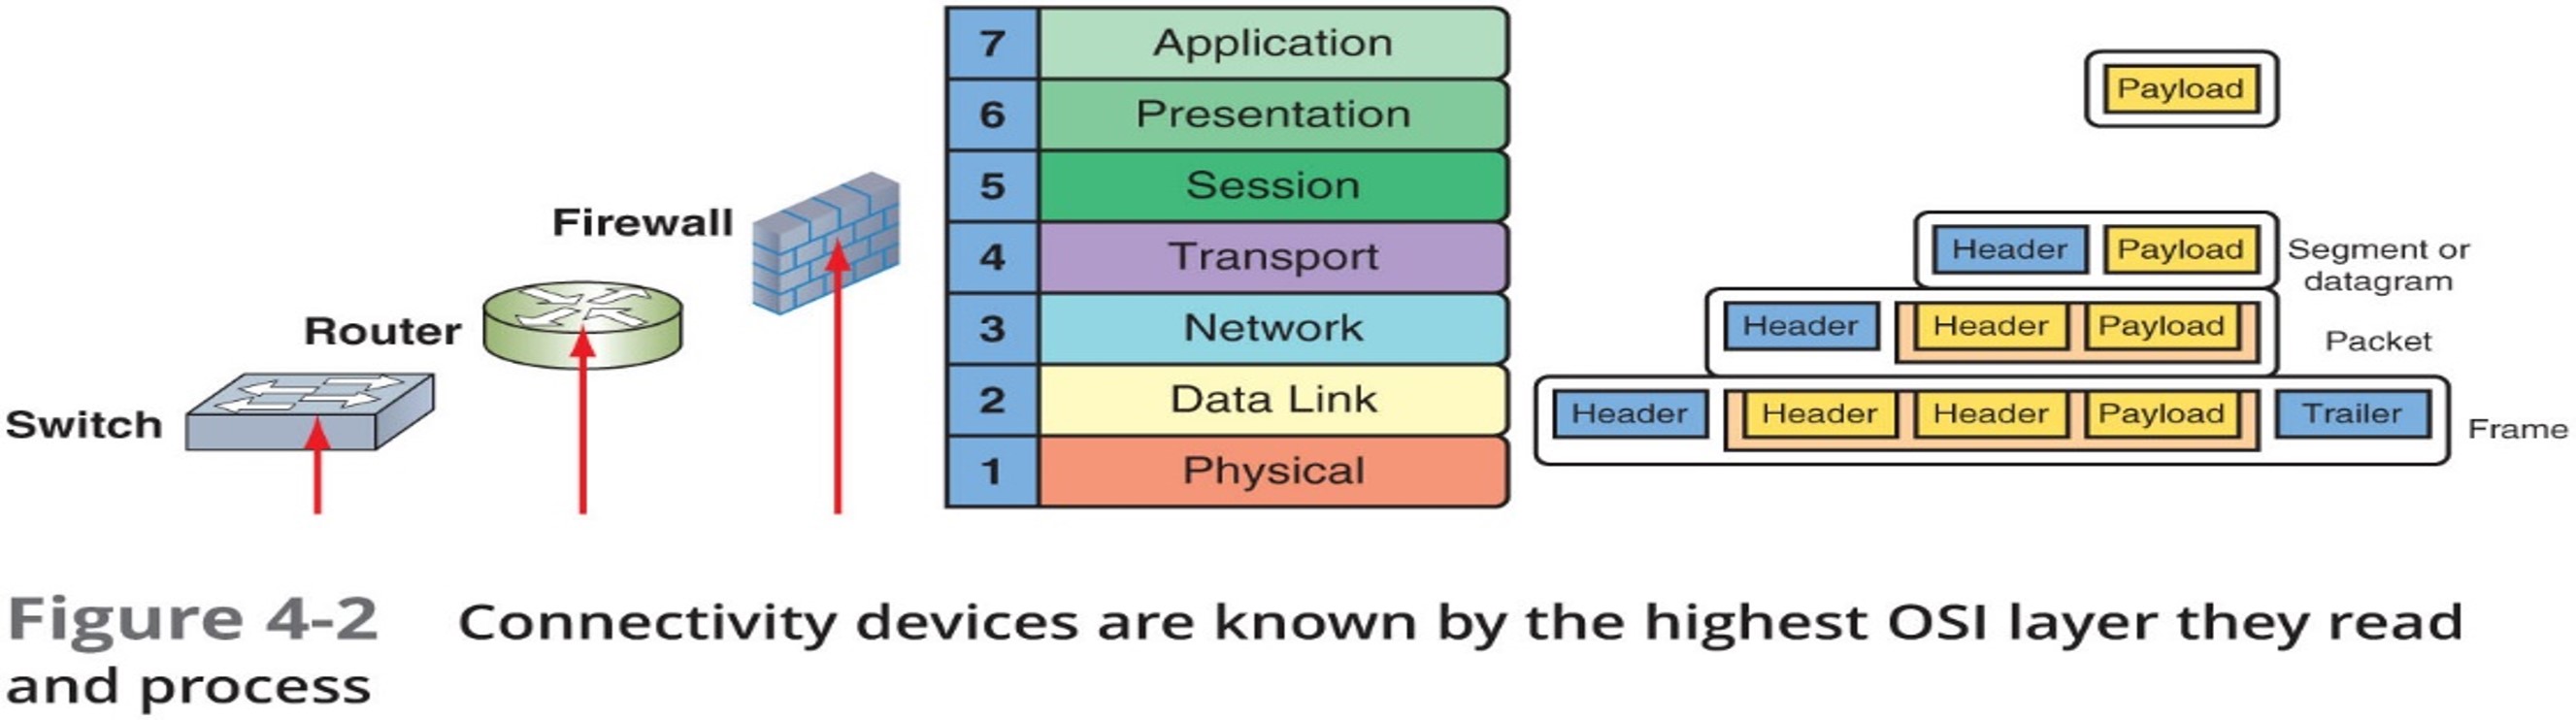 7 Application
Payload
6 Presentation
5 Session
Firewall
4 Transport
Header Payload Segment or
datagram
Router
3 Network
Header Header Payload Packet
Switch
2 Data Link
Header Header Header Payload Trailer Frame
1 Physical
Figure 4-2 Connectivity devices are known by the highest OSI layer they read
and process